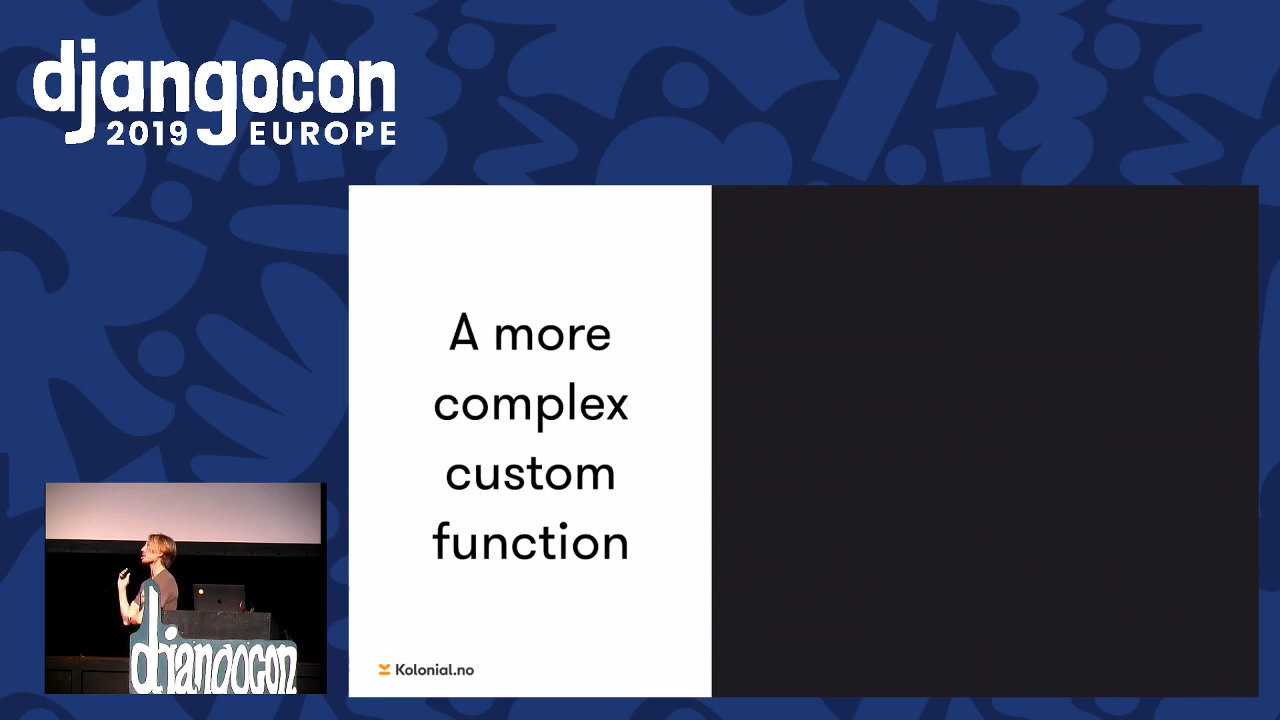 djangocon
2019 EUROPE
A more
complex
custom
function
Kolonial.no
djangocon